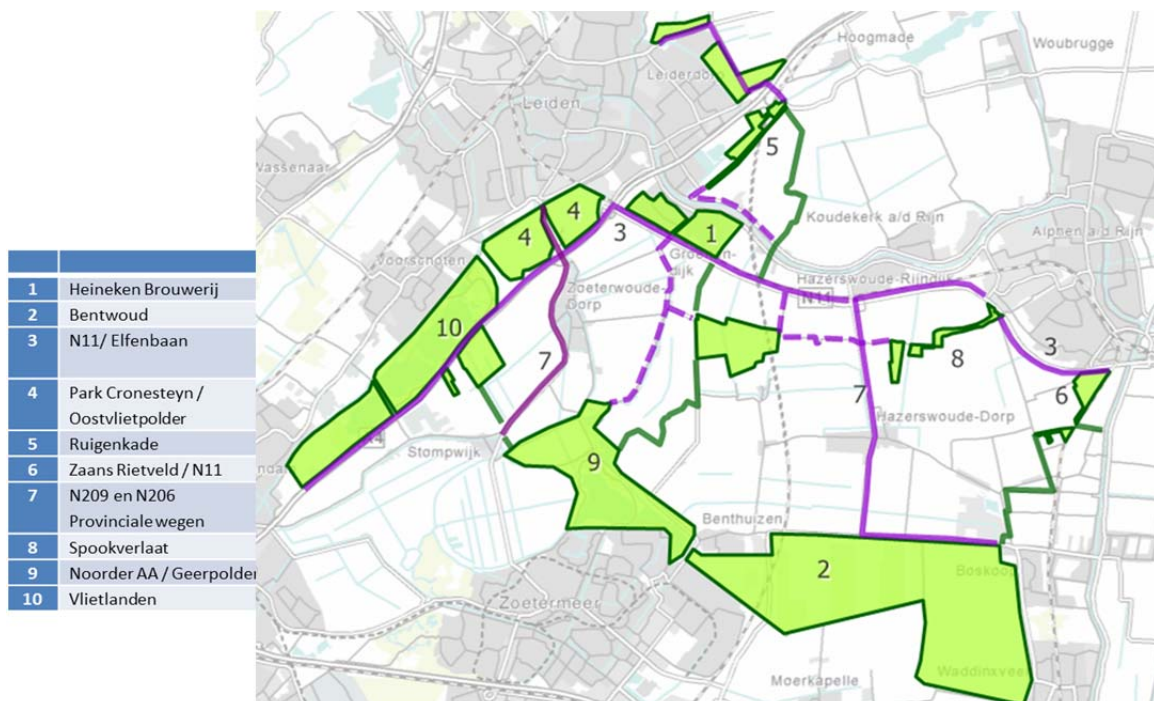 1 Heineken Brouwerij
2 Bentwoud
3 N11/ Elfenbaan
4 Park Cronesteyn /
Oostvlietpolder
5 Ruigenkade
6 Zaans Rietveld / N11
7 N209 en N206
Provinciale wegen
8 Spookverlaat
9 Noorder AA / Geerpolder
10 Vlietlanden
Hoogmade
Woubrugge
Leiderdorp
Leiden
5
Wassenaar
4
4
3
1
Koudekerk a/d Rijn
Alphen a/d Rijn
Voorschoten
Hazerswoude-Rijndijk
Zoeterwoude-
Dorp
N11
10
7
3
8
7
6
Hazerswoude-Dorp
Stompwijk
9
Benthuizen
2
Boskoop
Zoetermeer
Waddinxveen
Moerkapelle